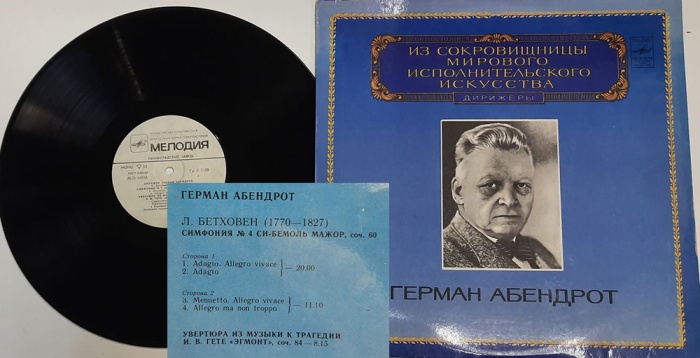 МЕЛОДИЯ
ИЗ СОКРОВИЩНИЦЫ
МИРОВОГО
ИСПОЛНИТЕЛЬСКОГО
ИСКУССТВА
ДИРИЖЕРЫ
ГЕРМАН АБЕНДРОТ
ГЕРМАН АБЕНДРОТ
Л. БЕТХОВЕН (1770—1827)
СИМФОНИЯ № 4 СИ-БЕМОЛЬ МАЖОР, соч. 60
Сторона 1
1. Adagio. Allegro vivace
2. Adagio
— 20.00
Сторона 2
3. Menuetto. Allegro vivace
4. Allegro ma non troppo
— 11.10
УВЕРТЮРА ИЗ МУЗЫКИ К ТРАГЕДИИ
И. В. ГЕТЕ «ЭГМОНТ», соч. 84 — 8.15